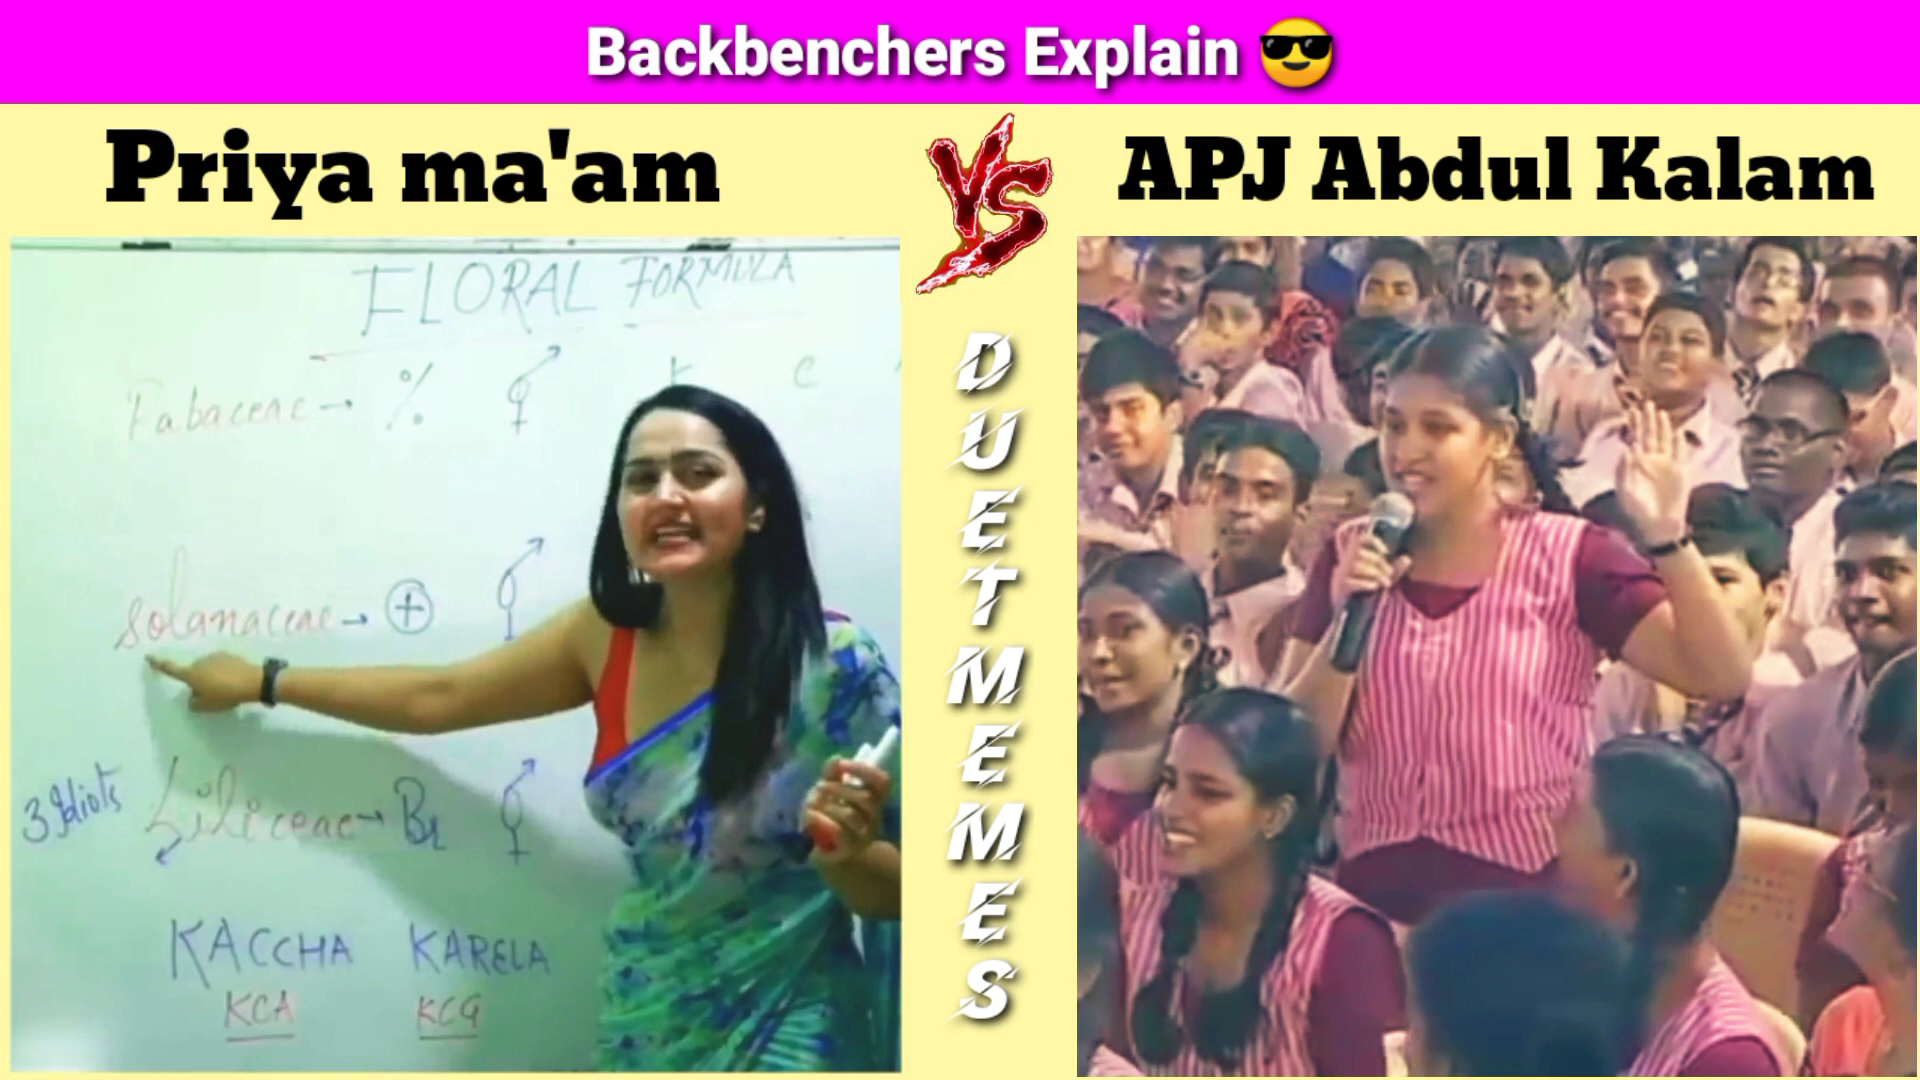 Backbenchers Explain 😎
Priya ma'am
VS
APJ Abdul Kalam
FLORAL FORMULA
K C
Fabaceae → % ⚥
Solanaceae → ⊕ ⚥
3 Idiots Liliceae → Br ⚥
KACCHA KARELA
KCA KCG
DUETMEMES